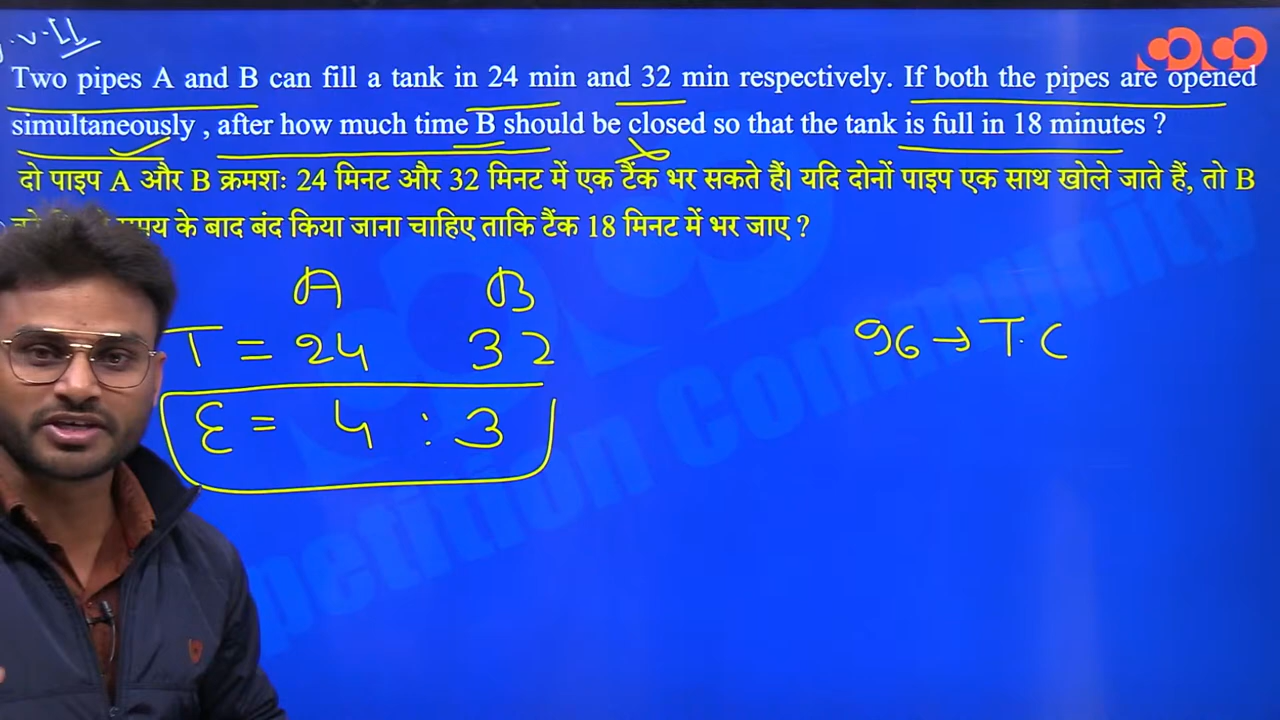 Two pipes A and B can fill a tank in 24 min and 32 min respectively. If both the pipes are opened
simultaneously , after how much time B should be closed so that the tank is full in 18 minutes ?
दो पाइप A और B क्रमशः 24 मिनट और 32 मिनट में एक टैंक भर सकते हैं। यदि दोनों पाइप एक साथ खोले जाते हैं, तो B
के बाद बंद किया जाना चाहिए ताकि टैंक 18 मिनट में भर जाए ?
A B
T = 24 32
96 → T.C
E = 4 : 3
petition Community